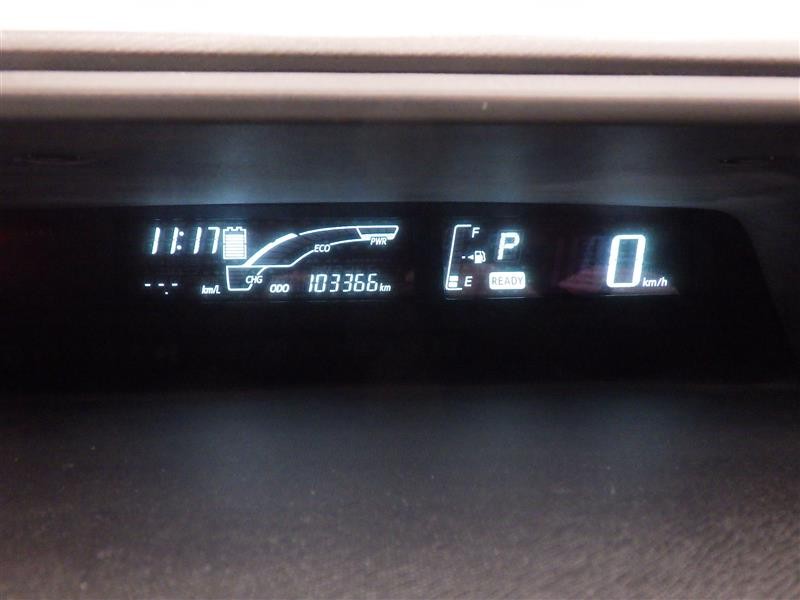 11:17
ECO
PWR
F
P
0 km/h
--.- km/L
CHG
ODO 103366 km
E
READY